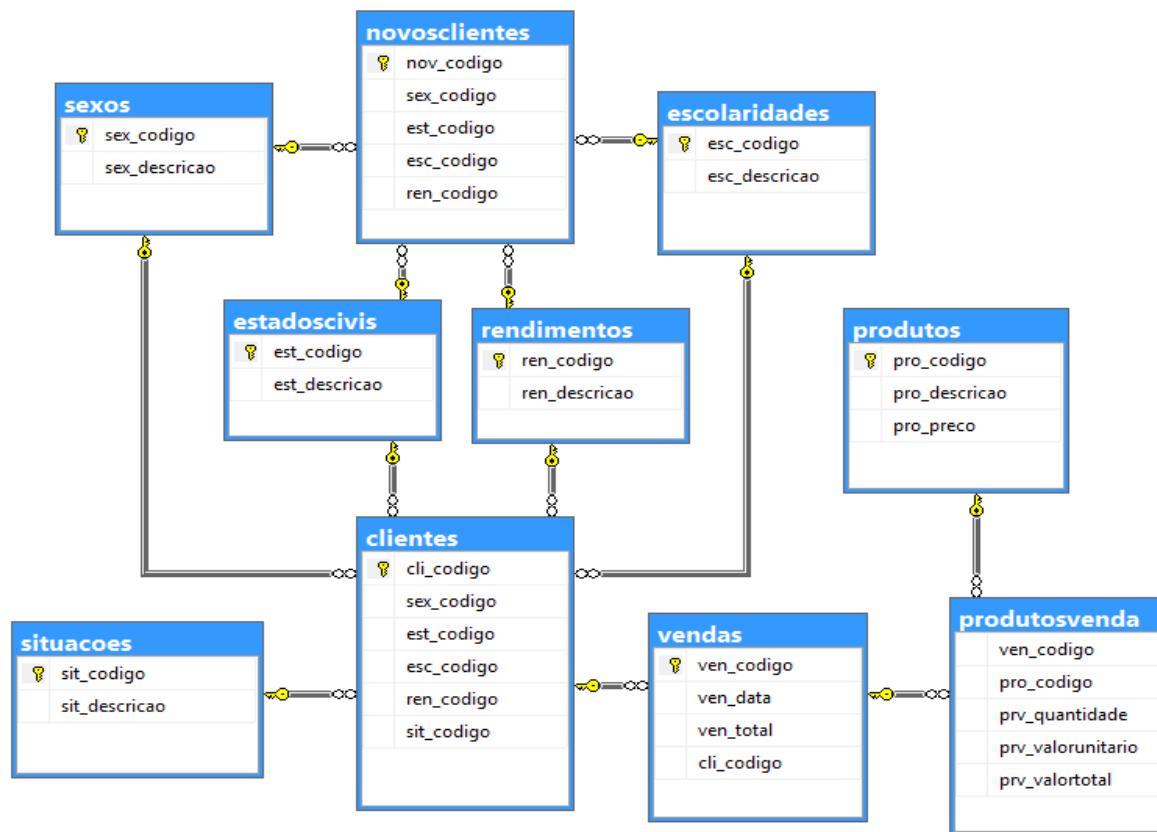 novosclientes
nov_codigo
sex_codigo
est_codigo
esc_codigo
ren_codigo
sexos
sex_codigo
sex_descricao
escolaridades
esc_codigo
esc_descricao
estadoscivis
est_codigo
est_descricao
rendimentos
ren_codigo
ren_descricao
produtos
pro_codigo
pro_descricao
pro_preco
clientes
cli_codigo
sex_codigo
est_codigo
esc_codigo
ren_codigo
sit_codigo
situacoes
sit_codigo
sit_descricao
vendas
ven_codigo
ven_data
ven_total
cli_codigo
produtosvenda
ven_codigo
pro_codigo
prv_quantidade
prv_valorunitario
prv_valortotal